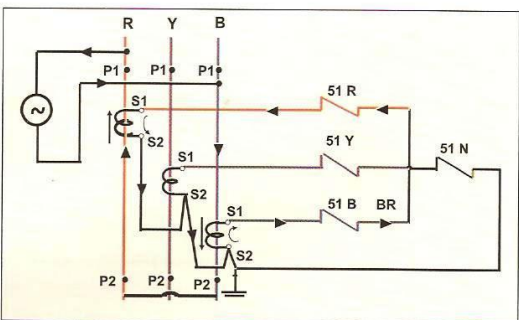 R Y B
P1 P1 P1
S1 51 R
S2
S1 51 Y 51 N
S2
S1 51 B BR
S2
P2 P2 P2
~